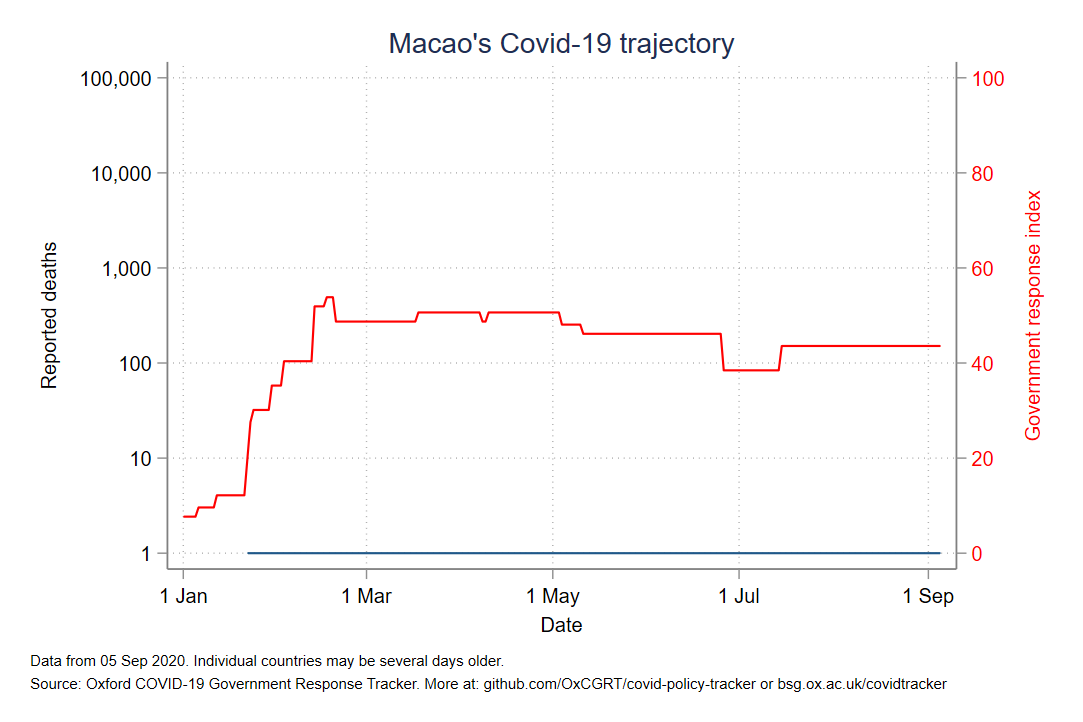 Macao's Covid-19 trajectory
100,000
10,000
1,000
100
10
1
Reported deaths
100
80
60
40
20
0
Government response index
1 Jan
1 Mar
1 May
1 Jul
1 Sep
Date
Data from 05 Sep 2020. Individual countries may be several days older.
Source: Oxford COVID-19 Government Response Tracker. More at: github.com/OxCGRT/covid-policy-tracker or bsg.ox.ac.uk/covidtracker